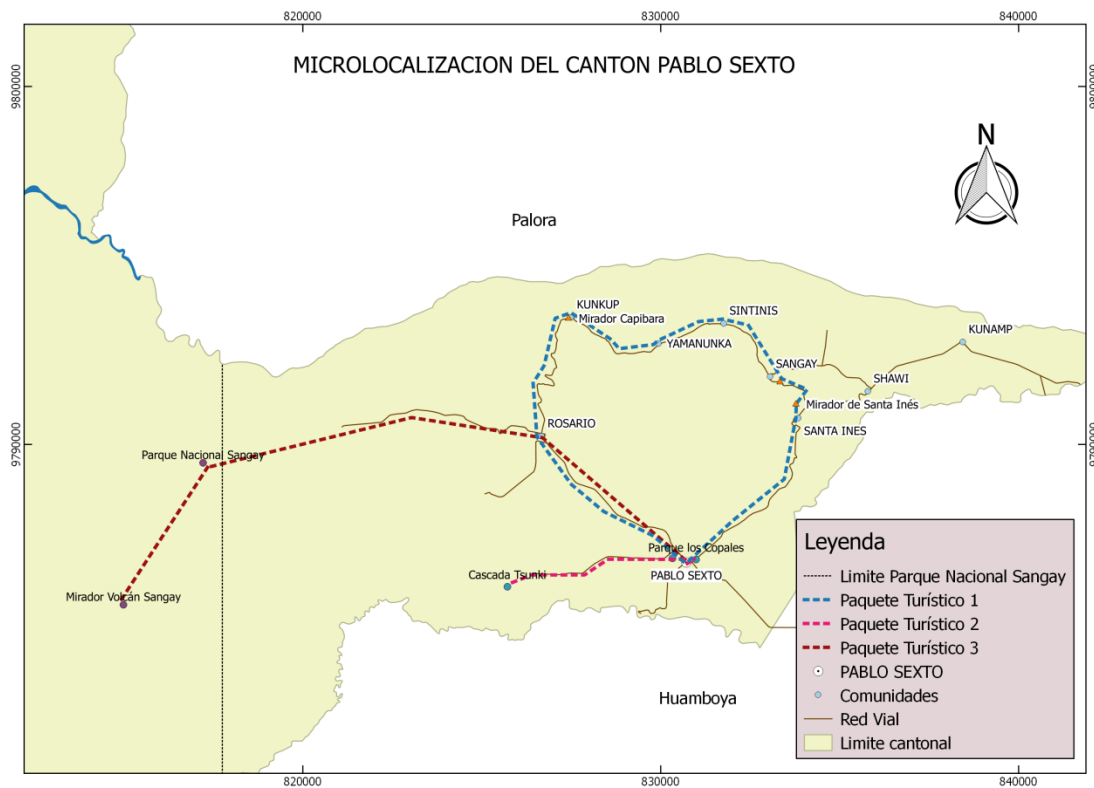 820000
830000
840000
MICROLOCALIZACION DEL CANTON PABLO SEXTO
9800000
9800000
N
Palora
KUNKUP
Mirador Capibara
SINTINIS
YAMANUNKA
KUNAMP
SANGAY
SHAWI
Mirador de Santa Inés
SANTA INES
ROSARIO
9790000
9790000
Parque Nacional Sangay
Parque los Copales
Cascada Tsunki
PABLO SEXTO
Mirador Volcán Sangay
Huamboya
Leyenda
Limite Parque Nacional Sangay
Paquete Turístico 1
Paquete Turístico 2
Paquete Turístico 3
PABLO SEXTO
Comunidades
Red Vial
Limite cantonal
820000
830000
840000